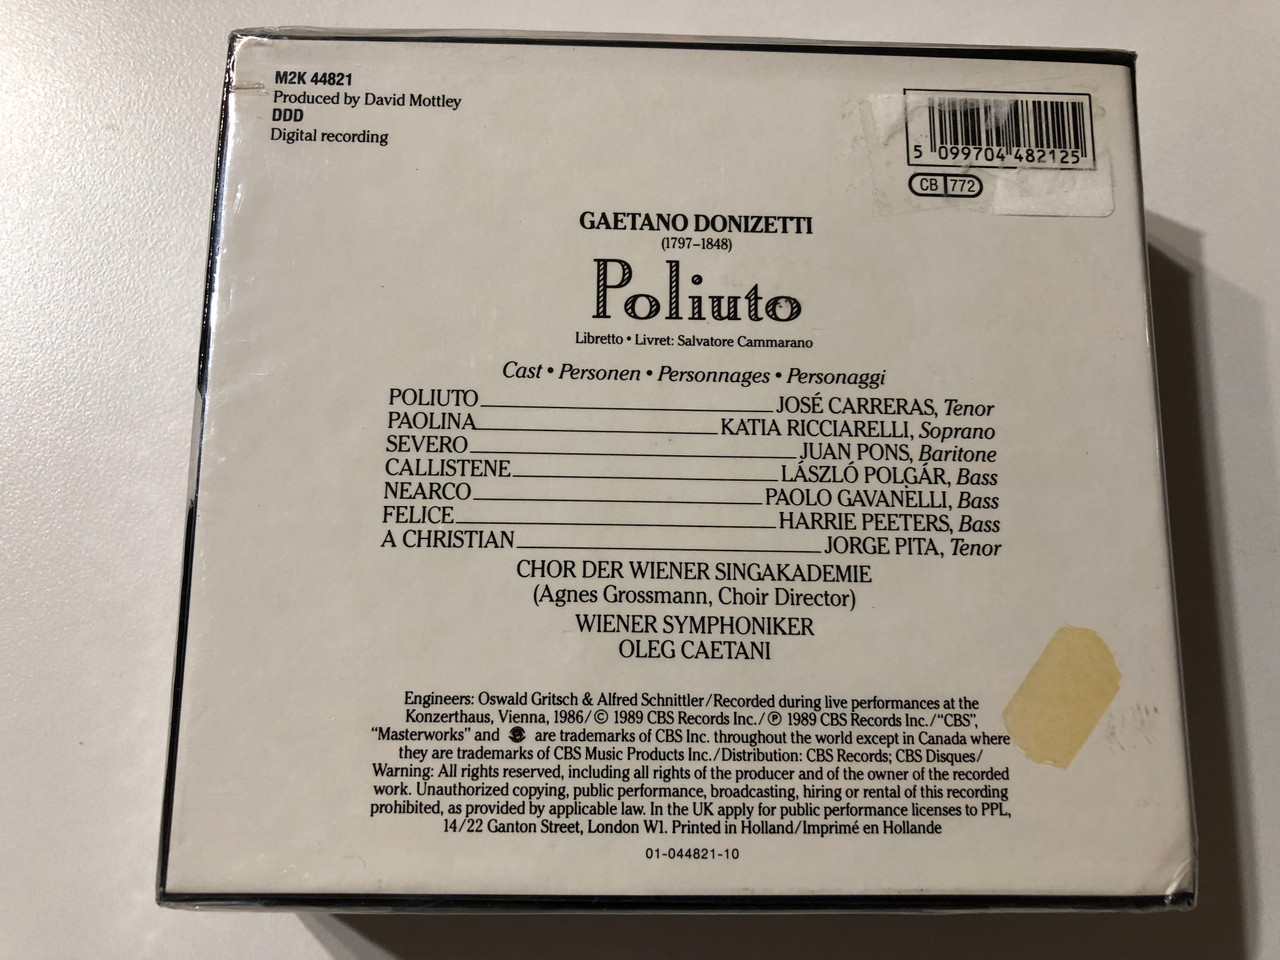 M2K 44821
Produced by David Mottley
DDD
Digital recording
5 099704 482125
CB 772
GAETANO DONIZETTI
(1797–1848)
Poliuto
Libretto • Livret: Salvatore Cammarano
Cast • Personen • Personnages • Personaggi
POLIUTO JOSÉ CARRERAS, Tenor
PAOLINA KATIA RICCIARELLI, Soprano
SEVERO JUAN PONS, Baritone
CALLISTENE LÁSZLÓ POLGÁR, Bass
NEARCO PAOLO GAVANELLI, Bass
FELICE HARRIE PEETERS, Bass
A CHRISTIAN JORGE PITA, Tenor
CHOR DER WIENER SINGAKADEMIE
(Agnes Grossmann, Choir Director)
WIENER SYMPHONIKER
OLEG CAETANI
Engineers: Oswald Gritsch & Alfred Schnittler/Recorded during live performances at the
Konzerthaus, Vienna, 1986/© 1989 CBS Records Inc./℗ 1989 CBS Records Inc./“CBS”,
“Masterworks” and are trademarks of CBS Inc. throughout the world except in Canada where
they are trademarks of CBS Music Products Inc./Distribution: CBS Records; CBS Disques/
Warning: All rights reserved, including all rights of the producer and of the owner of the recorded
work. Unauthorized copying, public performance, broadcasting, hiring or rental of this recording
prohibited, as provided by applicable law. In the UK apply for public performance licenses to PPL,
14/22 Ganton Street, London W1. Printed in Holland/Imprimé en Hollande
01-044821-10